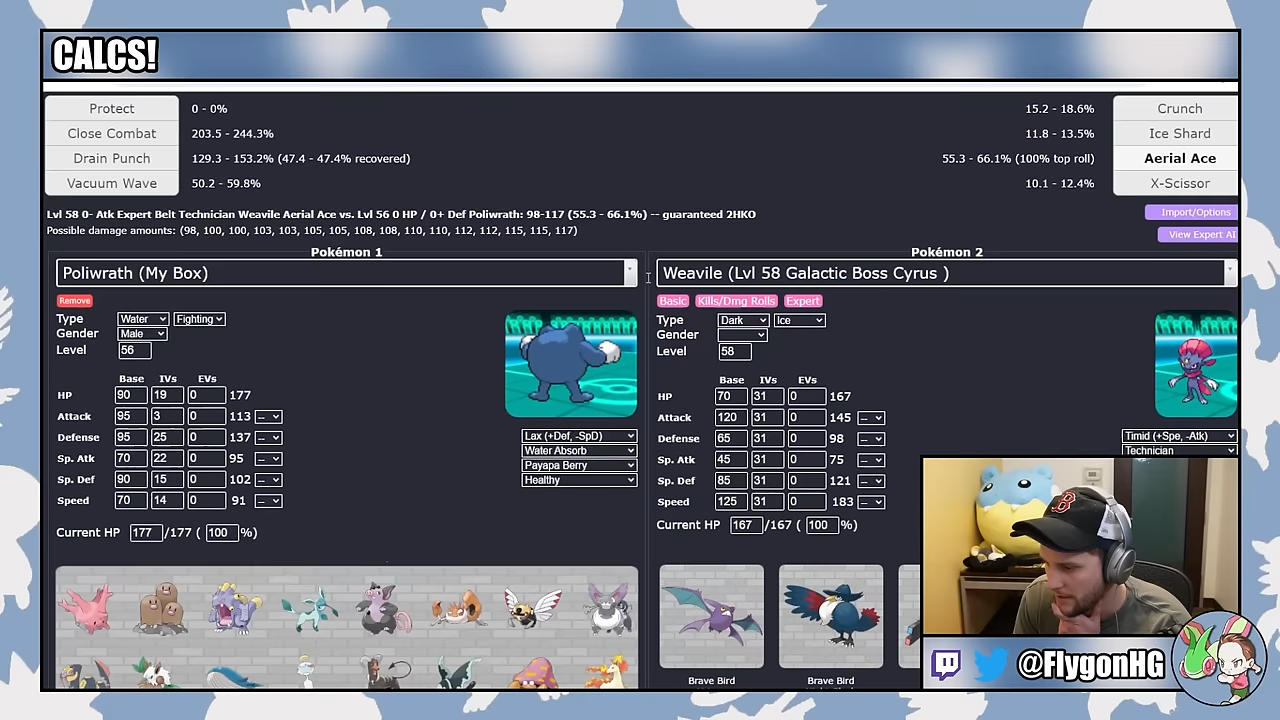 CALCS!
Protect 0 - 0% 15.2 - 18.6% Crunch
Close Combat 203.5 - 244.3% 11.8 - 13.5% Ice Shard
Drain Punch 129.3 - 153.2% (47.4 - 47.4% recovered) 55.3 - 66.1% (100% top roll) Aerial Ace
Vacuum Wave 50.2 - 59.8% 10.1 - 12.4% X-Scissor
Lvl 58 0- Atk Expert Belt Technician Weavile Aerial Ace vs. Lvl 56 0 HP / 0+ Def Poliwrath: 98-117 (55.3 - 66.1%) -- guaranteed 2HKO
Import/Options
Possible damage amounts: (98, 100, 100, 103, 103, 105, 105, 108, 108, 110, 110, 112, 112, 115, 115, 117)
View Expert AI
Pokémon 1
Poliwrath (My Box)
Remove
Type Water Fighting
Gender Male
Level 56
Base IVs EVs
HP 90 19 0 177
Attack 95 3 0 113 --
Defense 95 25 0 137 --
Sp. Atk 70 22 0 95 --
Sp. Def 90 15 0 102 --
Speed 70 14 0 91 --
Lax (+Def, -SpD)
Water Absorb
Payapa Berry
Healthy
Current HP 177 /177 ( 100 %)
Pokémon 2
Weavile (Lvl 58 Galactic Boss Cyrus )
Basic Kills/Dmg Rolls Expert
Type Dark Ice
Gender
Level 58
Base IVs EVs
HP 70 31 0 167
Attack 120 31 0 145 --
Defense 65 31 0 98 --
Sp. Atk 45 31 0 75 --
Sp. Def 85 31 0 121 --
Speed 125 31 0 183 --
Timid (+Spe, -Atk)
Technician
Current HP 167 /167 ( 100 %)
Brave Bird Brave Bird
B
@FlygonHG